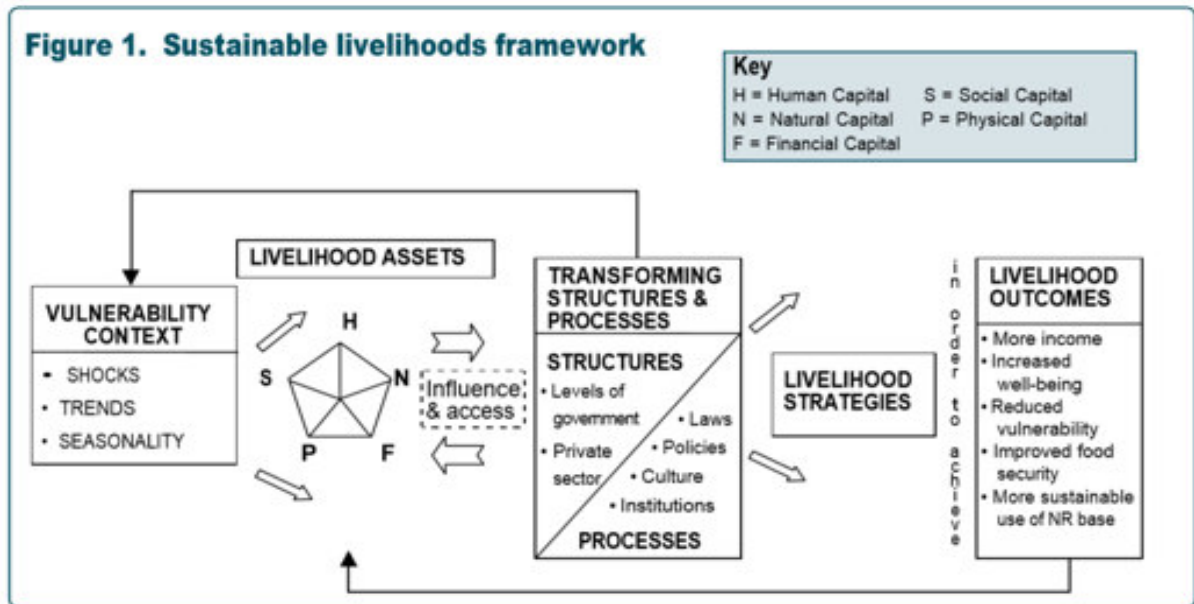 Figure 1. Sustainable livelihoods framework
Key
H = Human Capital S = Social Capital
N = Natural Capital P = Physical Capital
F = Financial Capital
VULNERABILITY
CONTEXT
• SHOCKS
• TRENDS
• SEASONALITY
LIVELIHOOD ASSETS
H
S
N
P
F
Influence
& access
TRANSFORMING
STRUCTURES &
PROCESSES
STRUCTURES
• Levels of
government
• Private
sector
• Laws
• Policies
• Culture
• Institutions
PROCESSES
LIVELIHOOD
STRATEGIES
in order to achieve
LIVELIHOOD
OUTCOMES
• More income
• Increased
well-being
• Reduced
vulnerability
• Improved food
security
• More sustainable
use of NR base